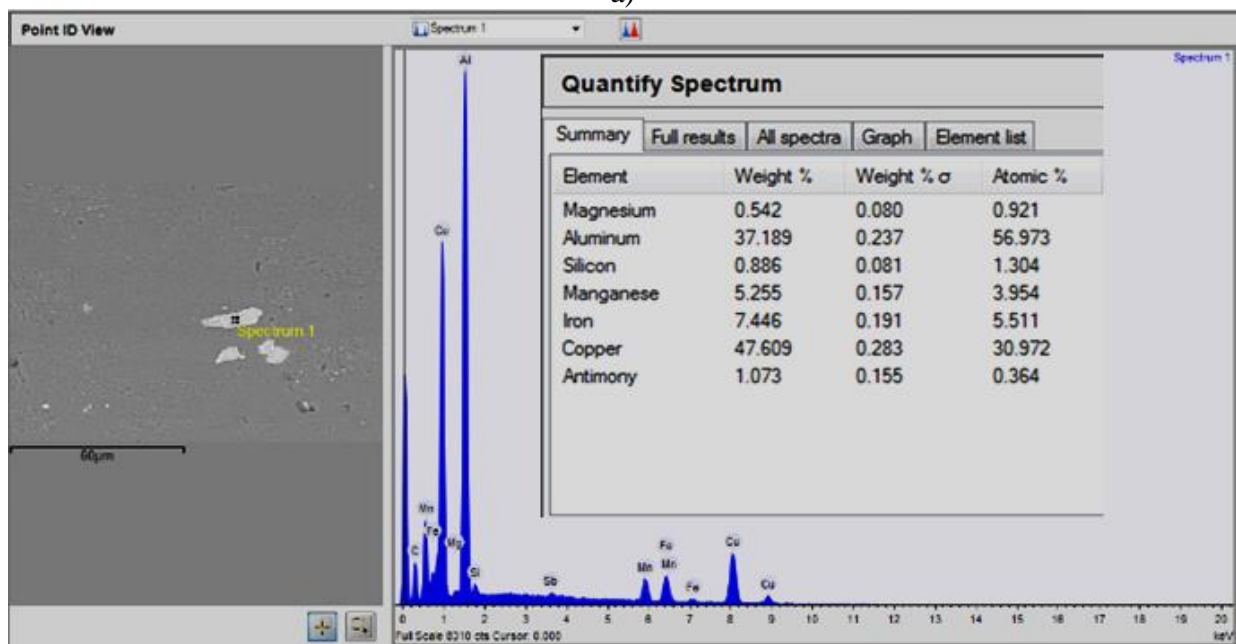 a)
Point ID View
Spectrum 1
Spectrum 1
Quantify Spectrum
Summary Full results All spectra Graph Element list
Element Weight % Weight % σ Atomic %
Magnesium 0.542 0.080 0.921
Aluminum 37.189 0.237 56.973
Silicon 0.886 0.081 1.304
Manganese 5.255 0.157 3.954
Iron 7.446 0.191 5.511
Copper 47.609 0.283 30.972
Antimony 1.073 0.155 0.364
Spectrum 1
60µm
Al
Cu
Mn
Fe
C
Mg
Si
Sb
Mn
Fe
Mn
Fe
Cu
Cu
0 1 2 3 4 5 6 7 8 9 10 11 12 13 14 15 16 17 18 19 20
Full Scale 8310 cts Cursor: 0.000 keV